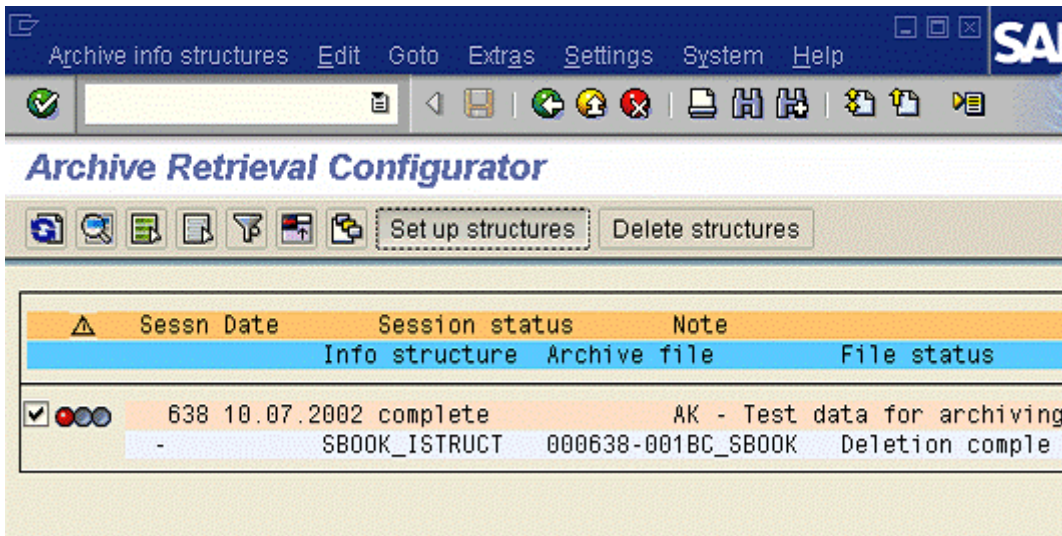 Archive info structures Edit Goto Extras Settings System Help
Archive Retrieval Configurator
Set up structures Delete structures
Sessn Date Session status Note
Info structure Archive file File status
638 10.07.2002 complete AK - Test data for archiving
- SBOOK_ISTRUCT 000638-001BC_SBOOK Deletion comple